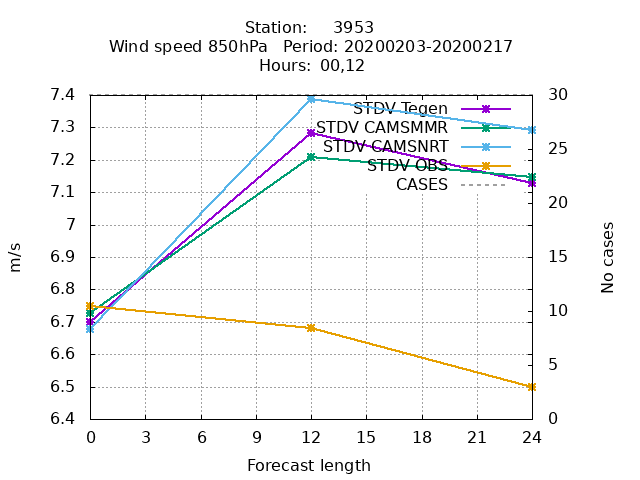 Station:     3953
Wind speed 850hPa   Period: 20200203-20200217
Hours: 00,12
7.4
7.3
7.2
7.1
7
6.9
6.8
6.7
6.6
6.5
6.4
m/s
30
25
20
15
10
5
0
No cases
STDV Tegen
STDV CAMSMMR
STDV CAMSNRT
STDV OBS
CASES
0 3 6 9 12 15 18 21 24
Forecast length